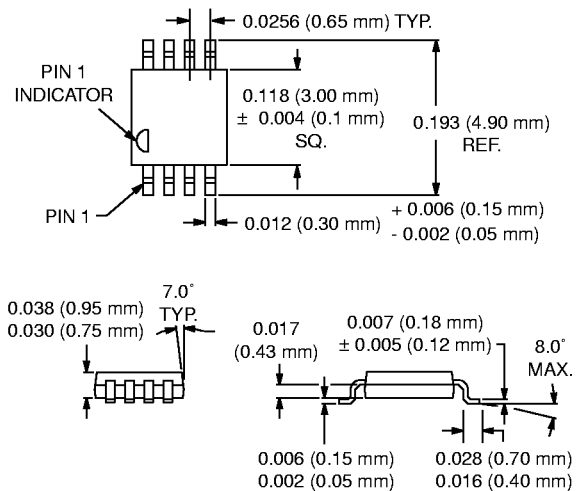 0.0256 (0.65 mm) TYP.
PIN 1
INDICATOR
0.118 (3.00 mm)
± 0.004 (0.1 mm)
SQ.
0.193 (4.90 mm)
REF.
PIN 1
0.012 (0.30 mm)
+ 0.006 (0.15 mm)
- 0.002 (0.05 mm)
0.038 (0.95 mm)
0.030 (0.75 mm)
7.0°
TYP.
0.017
(0.43 mm)
0.007 (0.18 mm)
± 0.005 (0.12 mm)
8.0°
MAX.
0.006 (0.15 mm)
0.002 (0.05 mm)
0.028 (0.70 mm)
0.016 (0.40 mm)